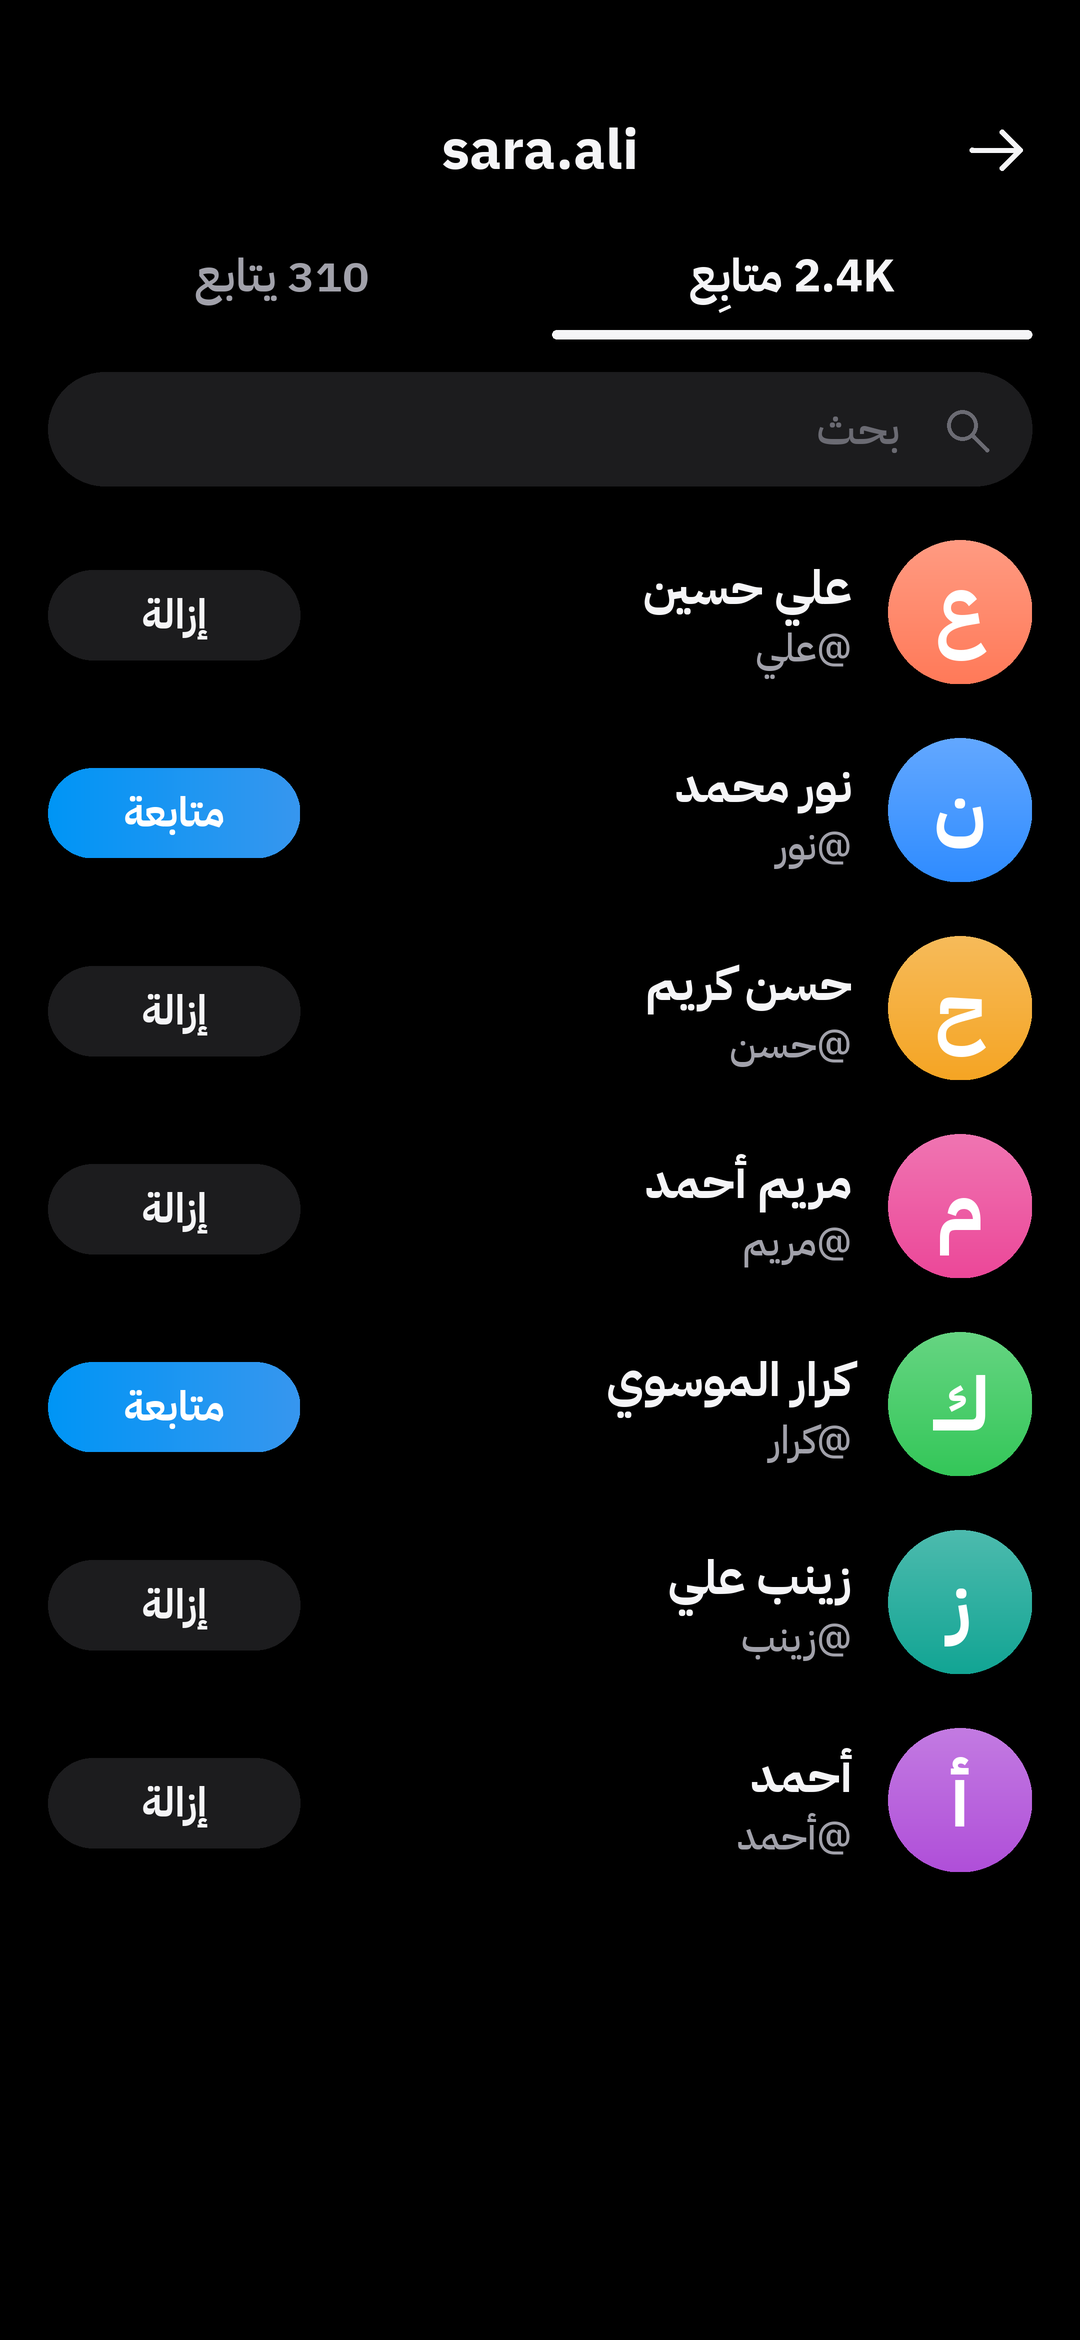 sara.ali
2.4K متابِع
310 يتابع
بحث
ع
علي حسين
@علي
إزالة
ن
نور محمد
@نور
متابعة
ح
حسن كريم
@حسن
إزالة
م
مريم أحمد
@مريم
إزالة
ك
كرار الموسوي
@كرار
متابعة
ز
زينب علي
@زينب
إزالة
أ
أحمد
@أحمد
إزالة